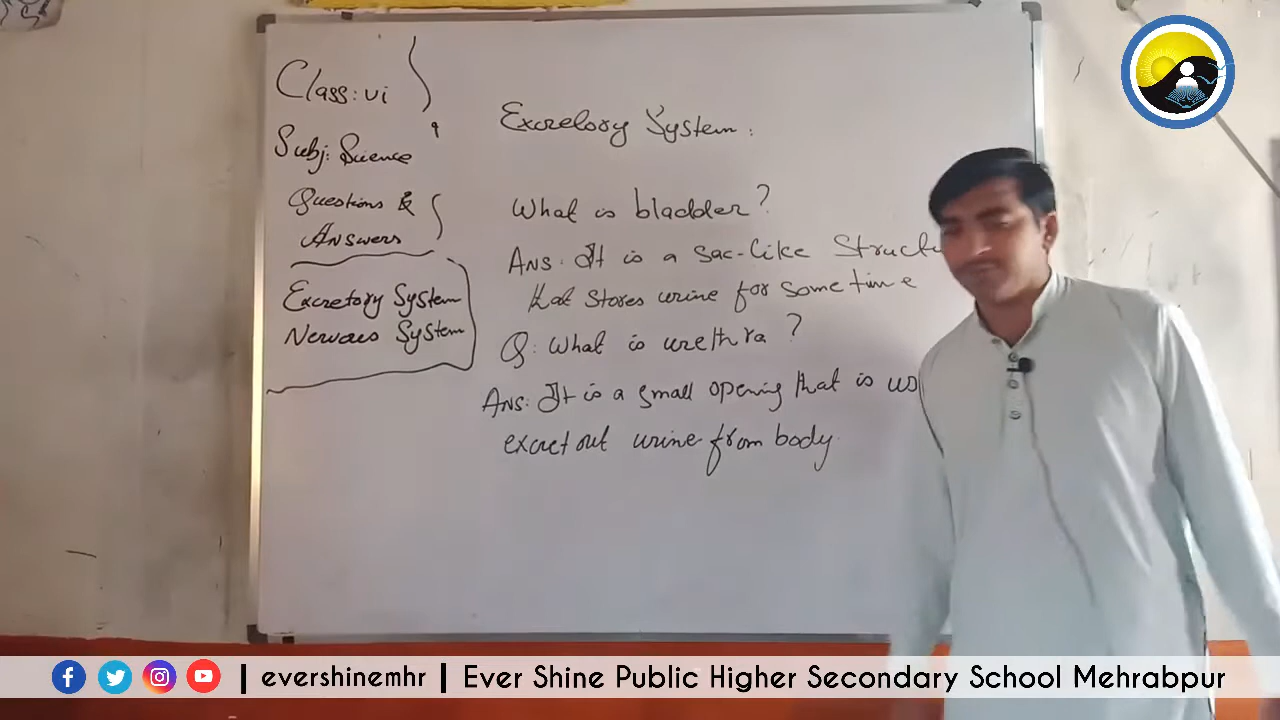 Class: vi
Subj: Science
Questions &
Answers
Excretory System
Nervous System
Excretory System:
What is bladder?
Ans: It is a sac-like
that stores urine for some time
Q: What is urethra?
Ans: It is a small opening that is
excret out urine from body.
| evershinemhr | Ever Shine Public Higher Secondary School Mehrabpur